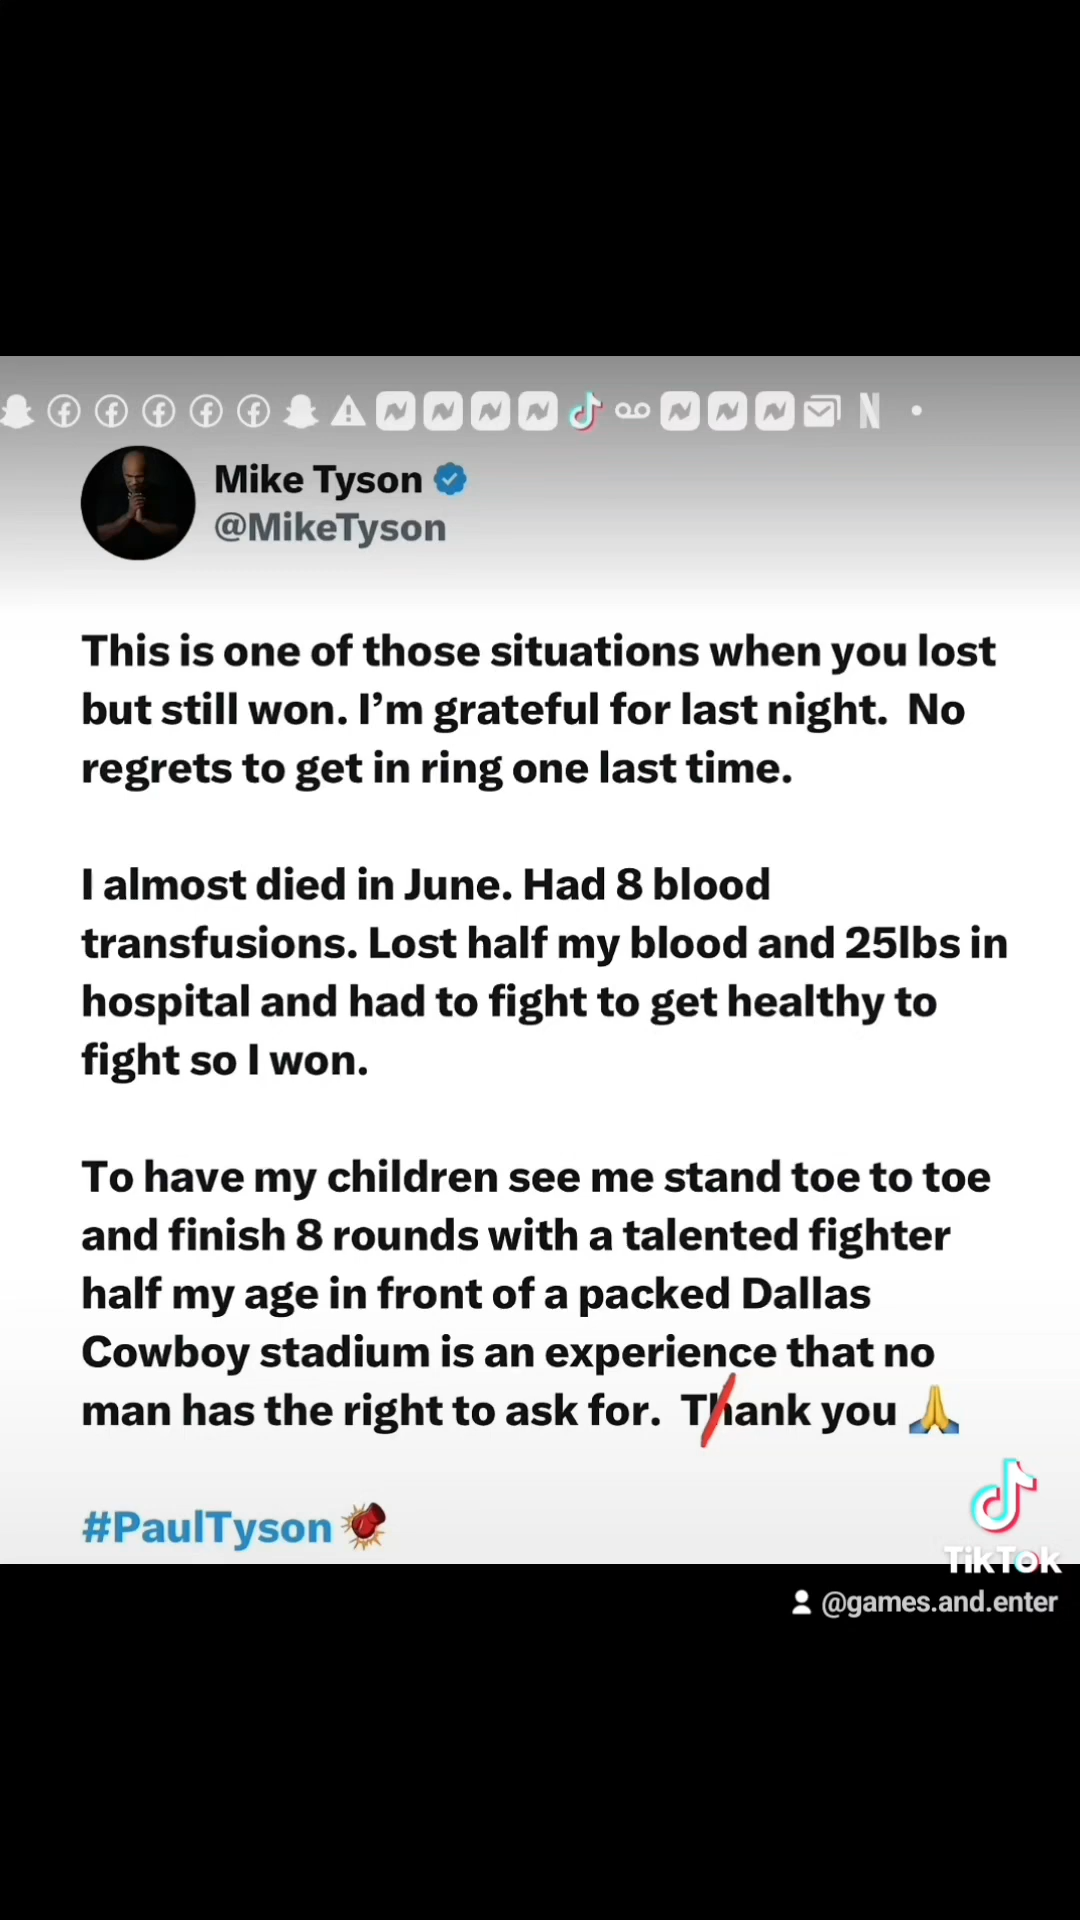 Mike Tyson
@MikeTyson
This is one of those situations when you lost
but still won. I’m grateful for last night. No
regrets to get in ring one last time.
I almost died in June. Had 8 blood
transfusions. Lost half my blood and 25lbs in
hospital and had to fight to get healthy to
fight so I won.
To have my children see me stand toe to toe
and finish 8 rounds with a talented fighter
half my age in front of a packed Dallas
Cowboy stadium is an experience that no
man has the right to ask for. Thank you 🙏
#PaulTyson
TikTok
@games.and.enter